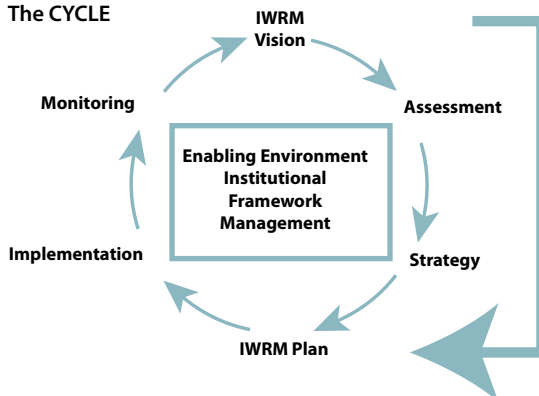 The CYCLE
IWRM
Vision
Assessment
Strategy
IWRM Plan
Implementation
Monitoring
Enabling Environment
Institutional
Framework
Management